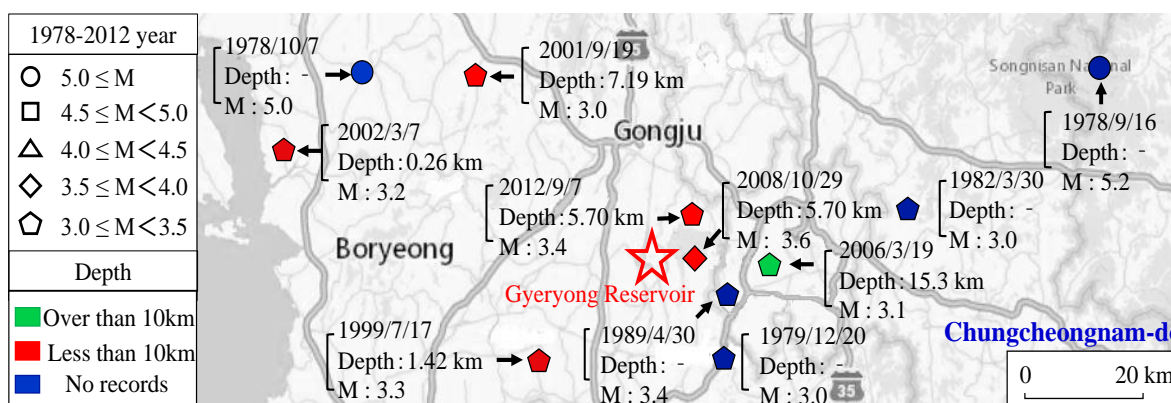 1978-2012 year
5.0 ≤ M
4.5 ≤ M<5.0
4.0 ≤ M<4.5
3.5 ≤ M<4.0
3.0 ≤ M<3.5
Depth
Over than 10km
Less than 10km
No records
1978/10/7
Depth: -
M : 5.0
2001/9/19
Depth: 7.19 km
M : 3.0
35
Songnisan National
Park
1978/9/16
Depth: -
M : 5.2
Gongju
2002/3/7
Depth: 0.26 km
M : 3.2
2012/9/7
Depth: 5.70 km
M : 3.4
2008/10/29
Depth: 5.70 km
M : 3.6
1982/3/30
Depth: -
M : 3.0
Boryeong
2006/3/19
Depth: 15.3 km
M : 3.1
Gyeryong Reservoir
1999/7/17
Depth: 1.42 km
M : 3.3
1989/4/30
Depth: -
M : 3.4
1979/12/20
Depth: -
M : 3.0
35
Chungcheongnam-do
0 20 km